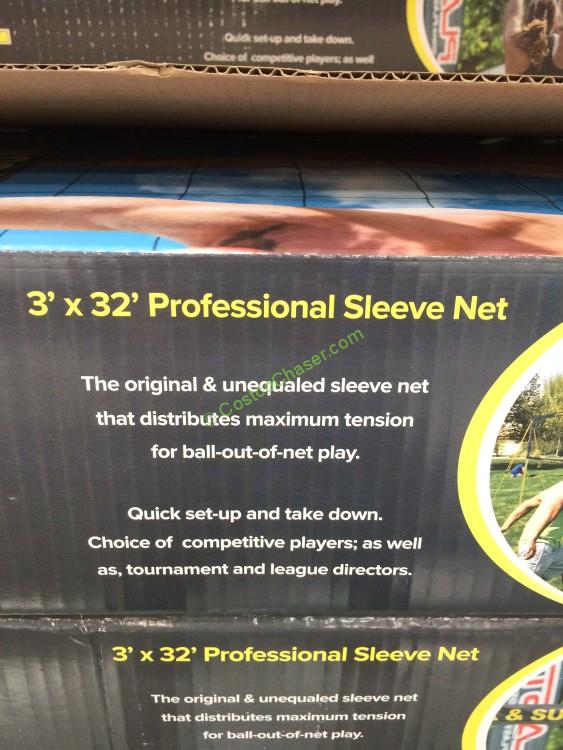 Quick set-up and take down.
Choice of competitive players; as well
3' x 32' Professional Sleeve Net
The original & unequaled sleeve net
that distributes maximum tension
for ball-out-of-net play.
Quick set-up and take down.
Choice of  competitive players; as well
as, tournament and league directors.
© CostcoChaser.com
3' x 32' Professional Sleeve Net
The original & unequaled sleeve net
that distributes maximum tension
for ball-out-of-net play.
& SU